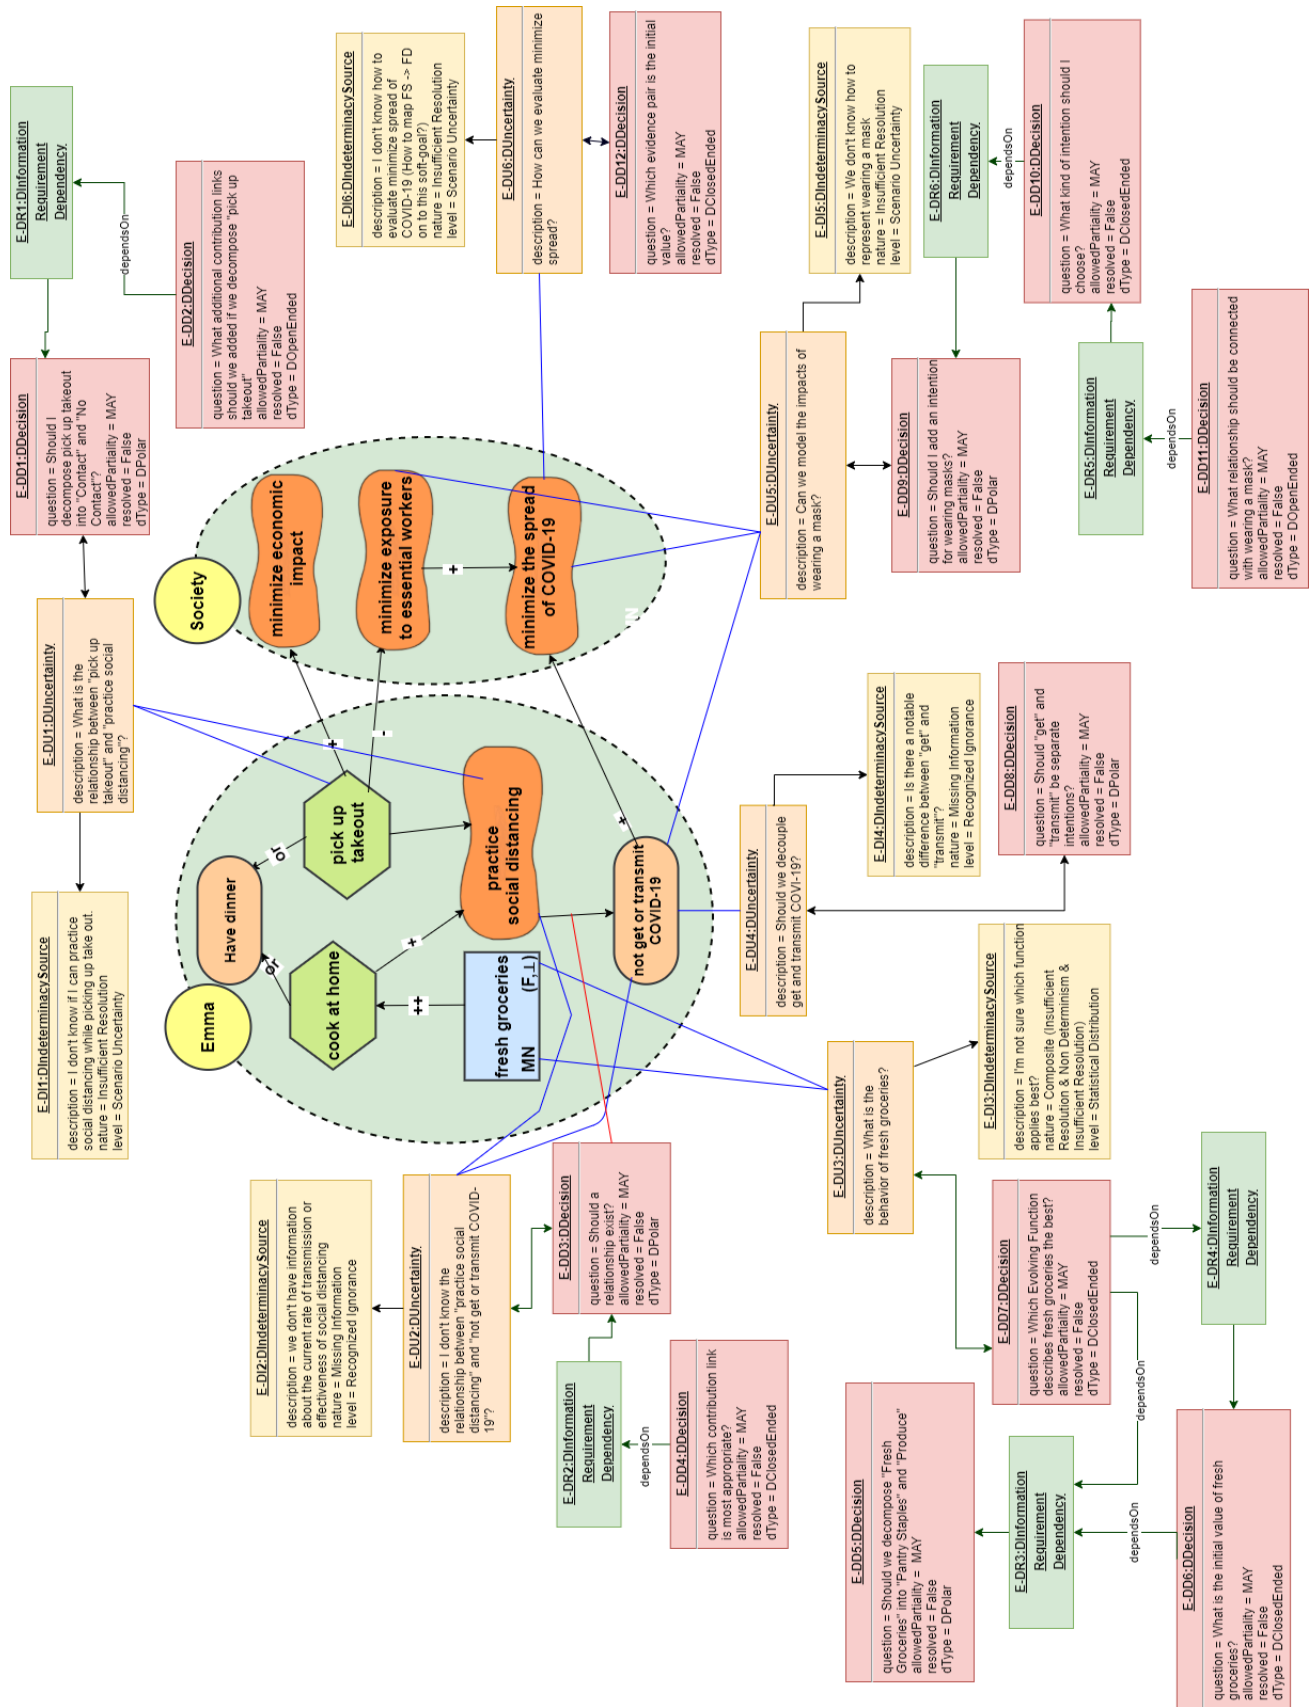 E-DI1:DIndeterminacySource
description = I don't know if I can practice
social distancing while picking up take out.
nature = Insufficient Resolution
level = Scenario Uncertainty
E-DU1:DUncertainty
description = What is the
relationship between "pick up
takeout" and "practice social
distancing"?
E-DD1:DDecision
question = Should I
decompose pick up takeout
into "Contact" and "No
Contact"?
allowedPartiality = MAY
resolved = False
dType = DPolar
E-DR1:DInformation
Requirement
Dependency
dependsOn
E-DD2:DDecision
question = What additional contribution links
should we added if we decompose "pick up
takeout"
allowedPartiality = MAY
resolved = False
dType = DOpenEnded
E-DI2:DIndeterminacySource
description = we don't have information
about the current rate of transmission or
effectiveness of social distancing
nature = Missing Information
level = Recognized Ignorance
E-DU2:DUncertainty
description = I don't know the
relationship between "practice social
distancing" and "not get or transmit COVID-
19"?
E-DD3:DDecision
question = Should a
relationship exist?
allowedPartiality = MAY
resolved = False
dType = DPolar
E-DR2:DInformation
Requirement
Dependency
dependsOn
E-DD4:DDecision
question = Which contribution link
is most appropriate?
allowedPartiality = MAY
resolved = False
dType = DClosedEnded
Emma
Have dinner
or
or
cook at home
pick up
takeout
++
+
+
-
fresh groceries
MN
(F,⊥)
practice
social distancing
not get or transmit
COVID-19
+
Society
minimize economic
impact
minimize exposure
to essential workers
+
minimize the spread
of COVID-19
E-DI6:DIndeterminacySource
description = I don't know how to
evaluate minimize spread of
COVID-19 (How to map FS -> FD
on to this soft-goal?)
nature = Insufficient Resolution
level = Scenario Uncertainty
E-DU6:DUncertainty
description = How can we evaluate minimize
spread?
E-DD12:DDecision
question = Which evidence pair is the initial
value?
allowedPartiality = MAY
resolved = False
dType = DClosedEnded
E-DU4:DUncertainty
description = Should we decouple
get and transmit COVI-19?
E-DI4:DIndeterminacySource
description = Is there a notable
difference between "get" and
"transmit"?
nature = Missing Information
level = Recognized Ignorance
E-DD8:DDecision
question = Should "get" and
"transmit" be separate
intentions?
allowedPartiality = MAY
resolved = False
dType = DPolar
E-DU5:DUncertainty
description = Can we model the impacts of
wearing a mask?
E-DI5:DIndeterminacySource
description = We don't know how to
represent wearing a mask
nature = Insufficient Resolution
level = Scenario Uncertainty
E-DD9:DDecision
question = Should I add an intention
for wearing masks?
allowedPartiality = MAY
resolved = False
dType = DPolar
E-DR6:DInformation
Requirement
Dependency
dependsOn
E-DD10:DDecision
question = What kind of intention should I
choose?
allowedPartiality = MAY
resolved = False
dType = DClosedEnded
E-DR5:DInformation
Requirement
Dependency
dependsOn
E-DD11:DDecision
question = What relationship should be connected
with wearing a mask?
allowedPartiality = MAY
resolved = False
dType = DOpenEnded
E-DU3:DUncertainty
description = What is the
behavior of fresh groceries?
E-DI3:DIndeterminacySource
description = I'm not sure which function
applies best?
nature = Composite (Insufficient
Resolution & Non Determinism &
Insufficient Resolution)
level = Statistical Distribution
E-DD7:DDecision
question = Which Evolving Function
describes fresh groceries the best?
allowedPartiality = MAY
resolved = False
dType = DClosedEnded
dependsOn
dependsOn
E-DR4:DInformation
Requirement
Dependency
E-DD5:DDecision
question = Should we decompose "Fresh
Groceries" into "Pantry Staples" and "Produce"
allowedPartiality = MAY
resolved = False
dType = DPolar
E-DR3:DInformation
Requirement
Dependency
dependsOn
E-DD6:DDecision
question = What is the initial value of fresh
groceries?
allowedPartiality = MAY
resolved = False
dType = DClosedEnded